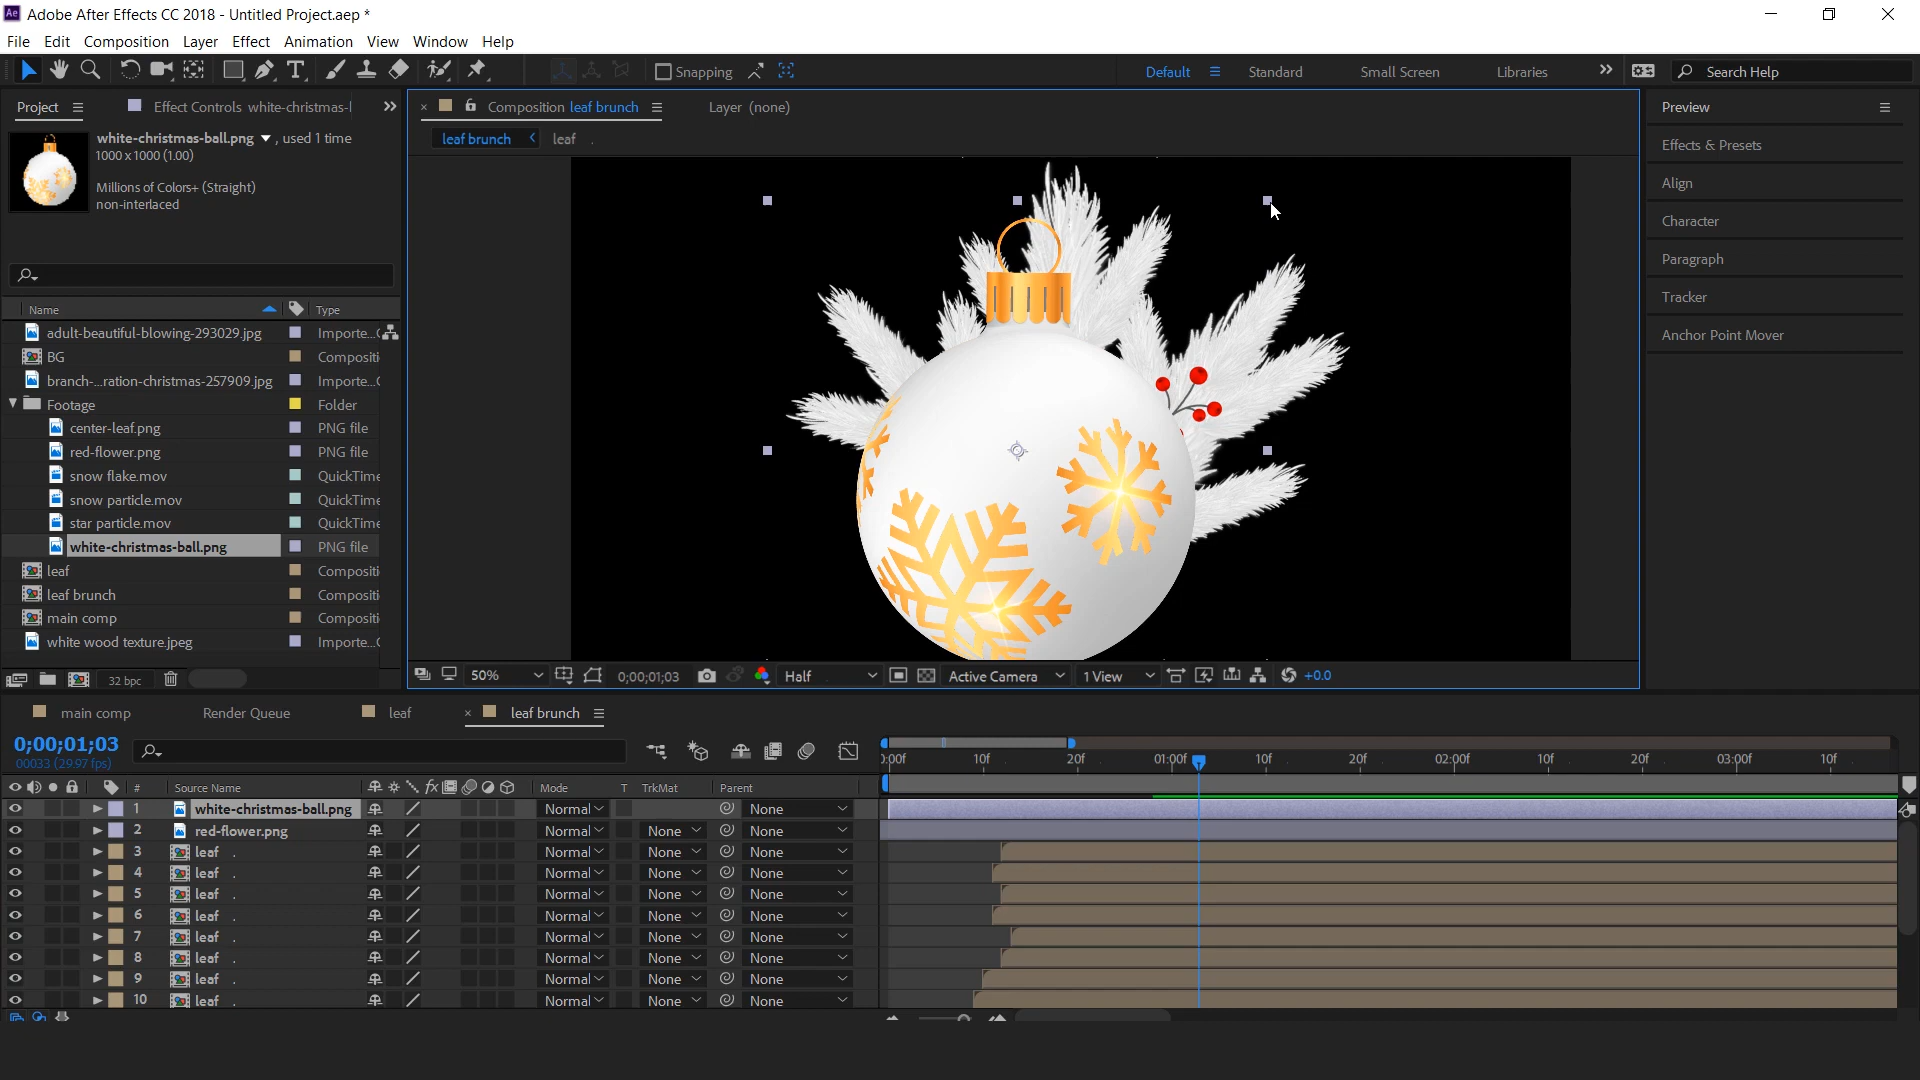 Ae Adobe After Effects CC 2018 - Untitled Project.aep *
File Edit Composition Layer Effect Animation View Window Help
Snapping Default Standard Small Screen Libraries Search Help
Project Effect Controls white-christmas-
Composition leaf brunch Layer (none)
leaf brunch leaf .
white-christmas-ball.png , used 1 time
1000 x 1000 (1.00)
Millions of Colors+ (Straight)
non-interlaced
Name Type
adult-beautiful-blowing-293029.jpg Importe...
BG Compositi
branch-...ration-christmas-257909.jpg Importe...
Footage Folder
center-leaf.png PNG file
red-flower.png PNG file
snow flake.mov QuickTime
snow particle.mov QuickTime
star particle.mov QuickTime
white-christmas-ball.png PNG file
leaf Compositi
leaf brunch Compositi
main comp Compositi
white wood texture.jpeg Importe...
32 bpc
50% 0;00;01;03 Half Active Camera 1 View +0.0
Preview
Effects & Presets
Align
Character
Paragraph
Tracker
Anchor Point Mover
main comp Render Queue leaf leaf brunch
0;00;01;03
00033 (29.97 fps)
:00f 10f 20f 01:00f 10f 20f 02:00f 10f 20f 03:00f 10f
# Source Name Mode T TrkMat Parent
1 white-christmas-ball.png Normal None
2 red-flower.png Normal None None
3 leaf . Normal None None
4 leaf . Normal None None
5 leaf . Normal None None
6 leaf . Normal None None
7 leaf . Normal None None
8 leaf . Normal None None
9 leaf . Normal None None
10 leaf . Normal None None